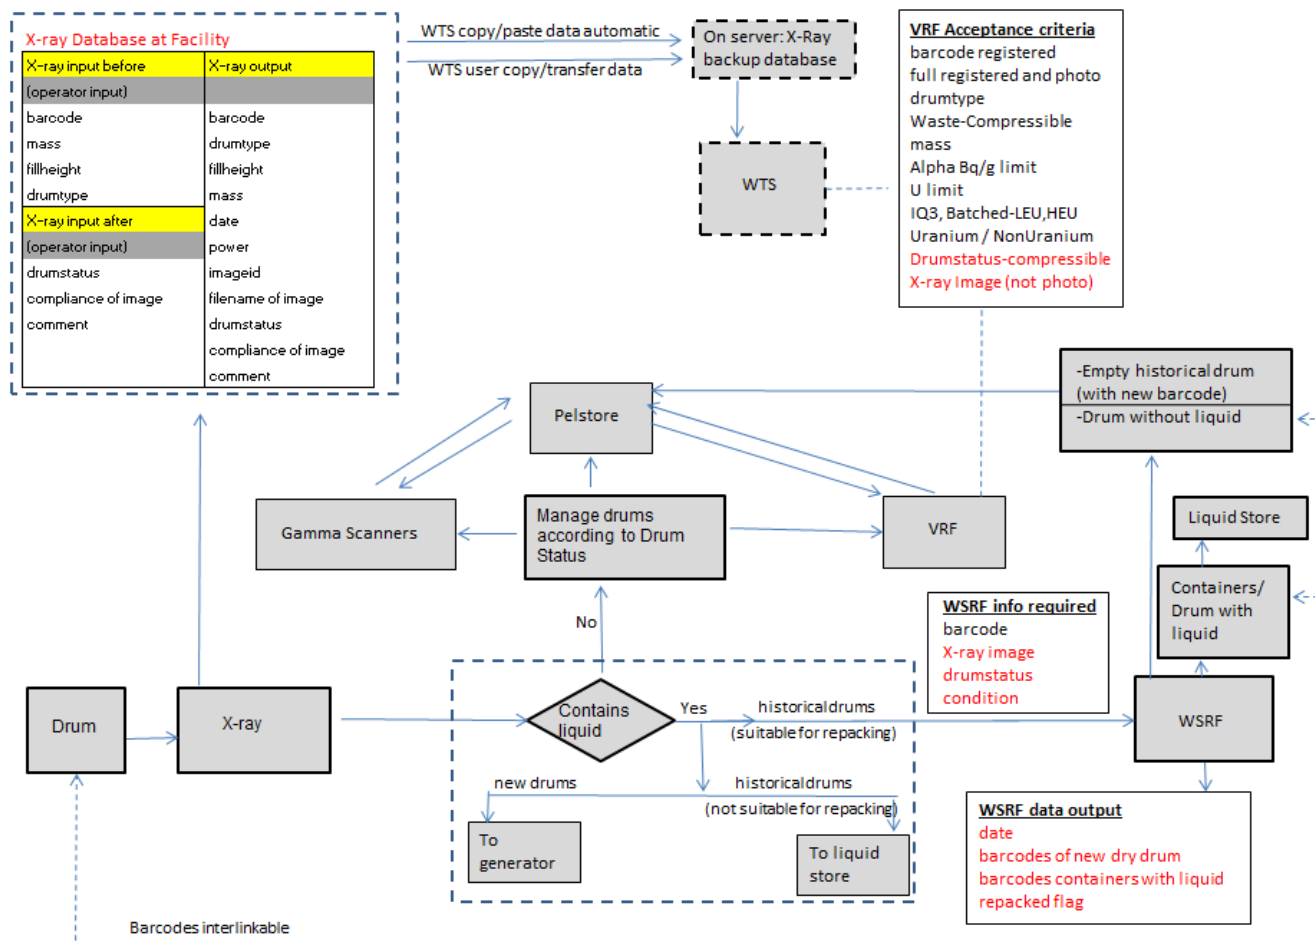 X-ray Database at Facility
X-ray input before
X-ray output
(operator input)
barcode
barcode
mass
drumtype
fillheight
fillheight
drumtype
mass
X-ray input after
date
(operator input)
power
drumstatus
imageid
compliance of image
filename of image
comment
drumstatus
compliance of image
comment
WTS copy/paste data automatic
WTS user copy/transfer data
On server: X-Ray
backup database
WTS
VRF Acceptance criteria
barcode registered
full registered and photo
drumtype
Waste-Compressible
mass
Alpha Bq/g limit
U limit
IQ3, Batched-LEU,HEU
Uranium / NonUranium
Drumstatus-compressible
X-ray Image (not photo)
-Empty historical drum
(with new barcode)
-Drum without liquid
Pelstore
Gamma Scanners
Manage drums
according to Drum
Status
VRF
Liquid Store
Containers/
Drum with
liquid
WSRF info required
barcode
X-ray image
drumstatus
condition
No
Drum
X-ray
Contains
liquid
Yes
historical drums
(suitable for repacking)
WSRF
new drums
historical drums
(not suitable for repacking)
To
generator
To liquid
store
WSRF data output
date
barcodes of new dry drum
barcodes containers with liquid
repacked flag
Barcodes interlinkable